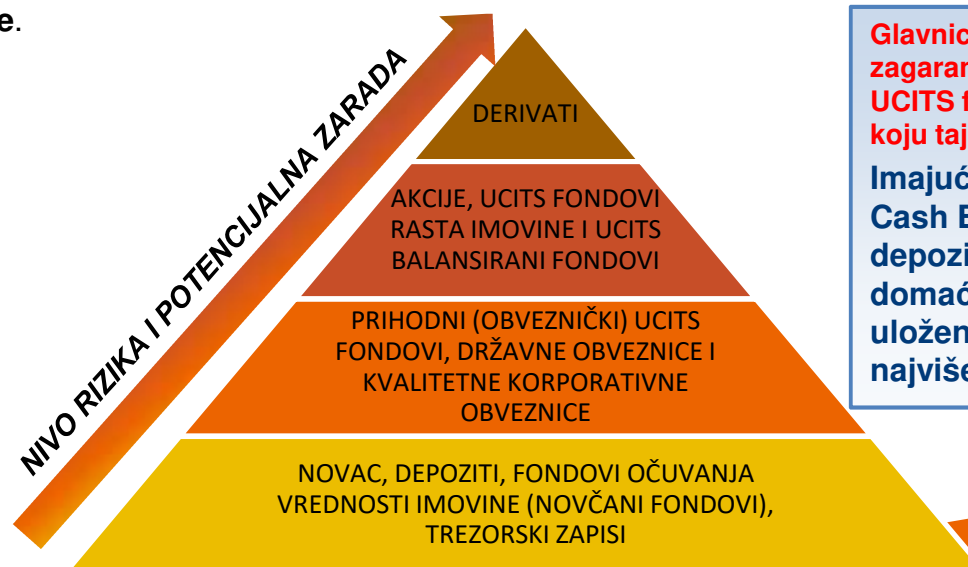 e.
NIVO RIZIKA I POTENCIJALNA ZARADA
DERIVATI
AKCIJE, UCITS FONDOVI
RASTA IMOVINE I UCITS
BALANSIRANI FONDOVI
PRIHODNI (OBVEZNIČKI) UCITS
FONDOVI, DRŽAVNE OBVEZNICE I
KVALITETNE KORPORATIVNE
OBVEZNICE
NOVAC, DEPOZITI, FONDOVI OČUVANJA
VREDNOSTI IMOVINE (NOVČANI FONDOVI),
TREZORSKI ZAPISI
Glavnic
zagaran
UCITS f
koju taj
Imajuć
Cash E
depozi
domać
uložen
najviše